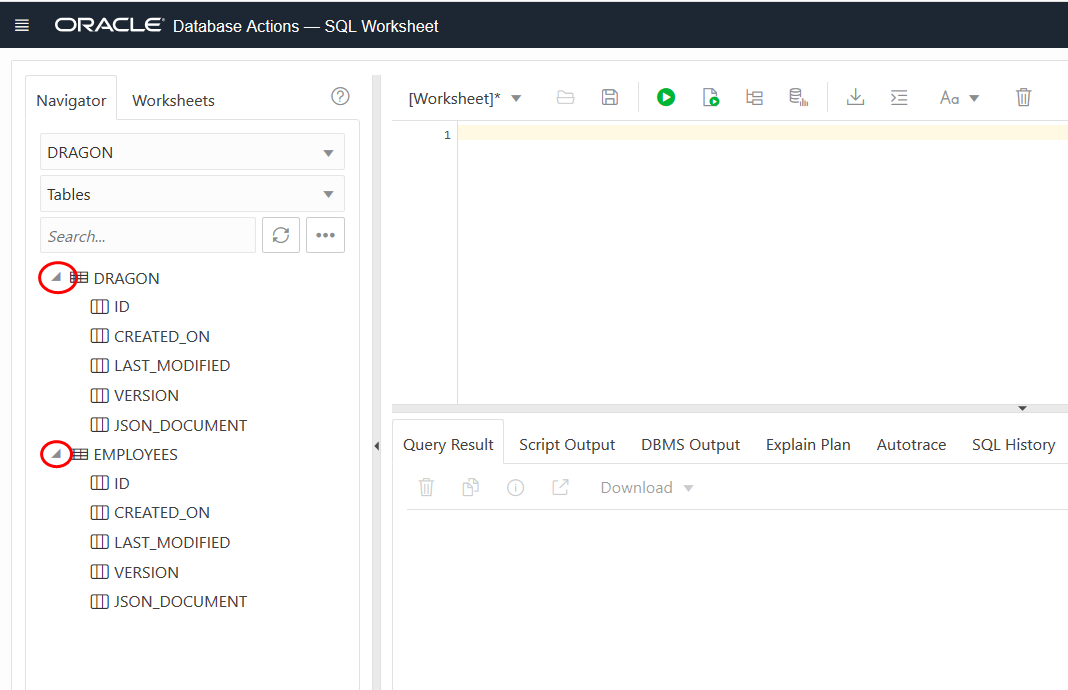 ORACLE® Database Actions — SQL Worksheet
Navigator
Worksheets
DRAGON
Tables
Search...
DRAGON
ID
CREATED_ON
LAST_MODIFIED
VERSION
JSON_DOCUMENT
EMPLOYEES
ID
CREATED_ON
LAST_MODIFIED
VERSION
JSON_DOCUMENT
[Worksheet]*
Aa
1
Query Result
Script Output
DBMS Output
Explain Plan
Autotrace
SQL History
Download